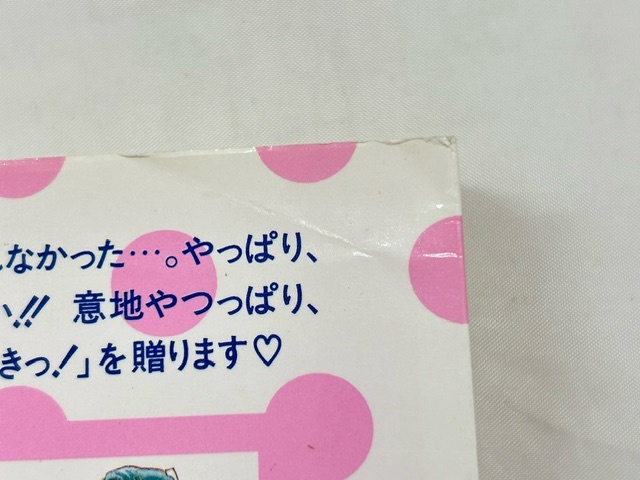 なかった…。やっぱり、
い!! 意地やつっぱり、
きっ!」を贈ります♡